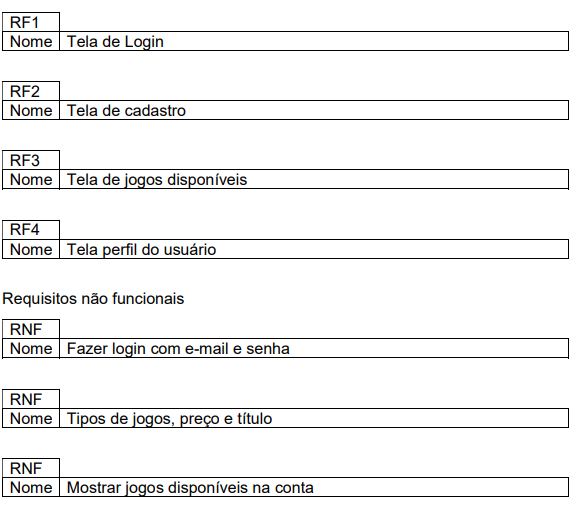 RF1
Nome Tela de Login
RF2
Nome Tela de cadastro
RF3
Nome Tela de jogos disponíveis
RF4
Nome Tela perfil do usuário
Requisitos não funcionais
RNF
Nome Fazer login com e-mail e senha
RNF
Nome Tipos de jogos, preço e título
RNF
Nome Mostrar jogos disponíveis na conta